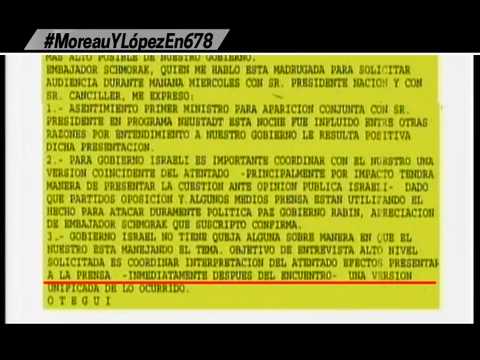 #MoreauYLópezEn678
MAS ALTO POSIBLE DE NUESTRO GOBIERNO.
EMBAJADOR SCHMORAK, QUIEN ME HABLO ESTA MADRUGADA PARA SOLICITAR
AUDIENCIA DURANTE MAÑANA MIERCOLES CON SR. PRESIDENTE NACION Y CON
SR. CANCILLER, ME EXPRESO:
1.- ASENTIMIENTO PRIMER MINISTRO PARA APARICION CONJUNTA CON SR.
PRESIDENTE EN PROGRAMA NEUSTADT ESTA NOCHE FUE INFLUIDO ENTRE OTRAS
RAZONES POR ENTENDIMIENTO A NUESTRO GOBIERNO LE RESULTA POSITIVA
DICHA PRESENTACION.
2.- PARA GOBIERNO ISRAELI ES IMPORTANTE COORDINAR CON EL NUESTRO UNA
VERSION COINCIDENTE DEL ATENTADO -PRINCIPALMENTE POR IMPACTO TENDRA
MANERA DE PRESENTAR LA CUESTION ANTE OPINION PUBLICA ISRAELI- DADO
QUE PARTIDOS OPOSICION Y ALGUNOS MEDIOS PRENSA ESTAN UTILIZANDO EL
HECHO PARA ATACAR DURAMENTE POLITICA PAZ GOBIERNO RABIN, APRECIACION
DE EMBAJADOR SCHMORAK QUE SUSCRIPTO CONFIRMA.
3.- GOBIERNO ISRAEL NO TIENE QUEJA ALGUNA SOBRE MANERA EN QUE EL
NUESTRO ESTA MANEJANDO EL TEMA. OBJETIVO DE ENTREVISTA ALTO NIVEL
SOLICITADA ES COORDINAR INTERPRETACION DEL ATENTADO EFECTOS PRESENTAR
A LA PRENSA -INMEDIATAMENTE DESPUES DEL ENCUENTRO- UNA VERSION
UNIFICADA DE LO OCURRIDO.
O T E G U I